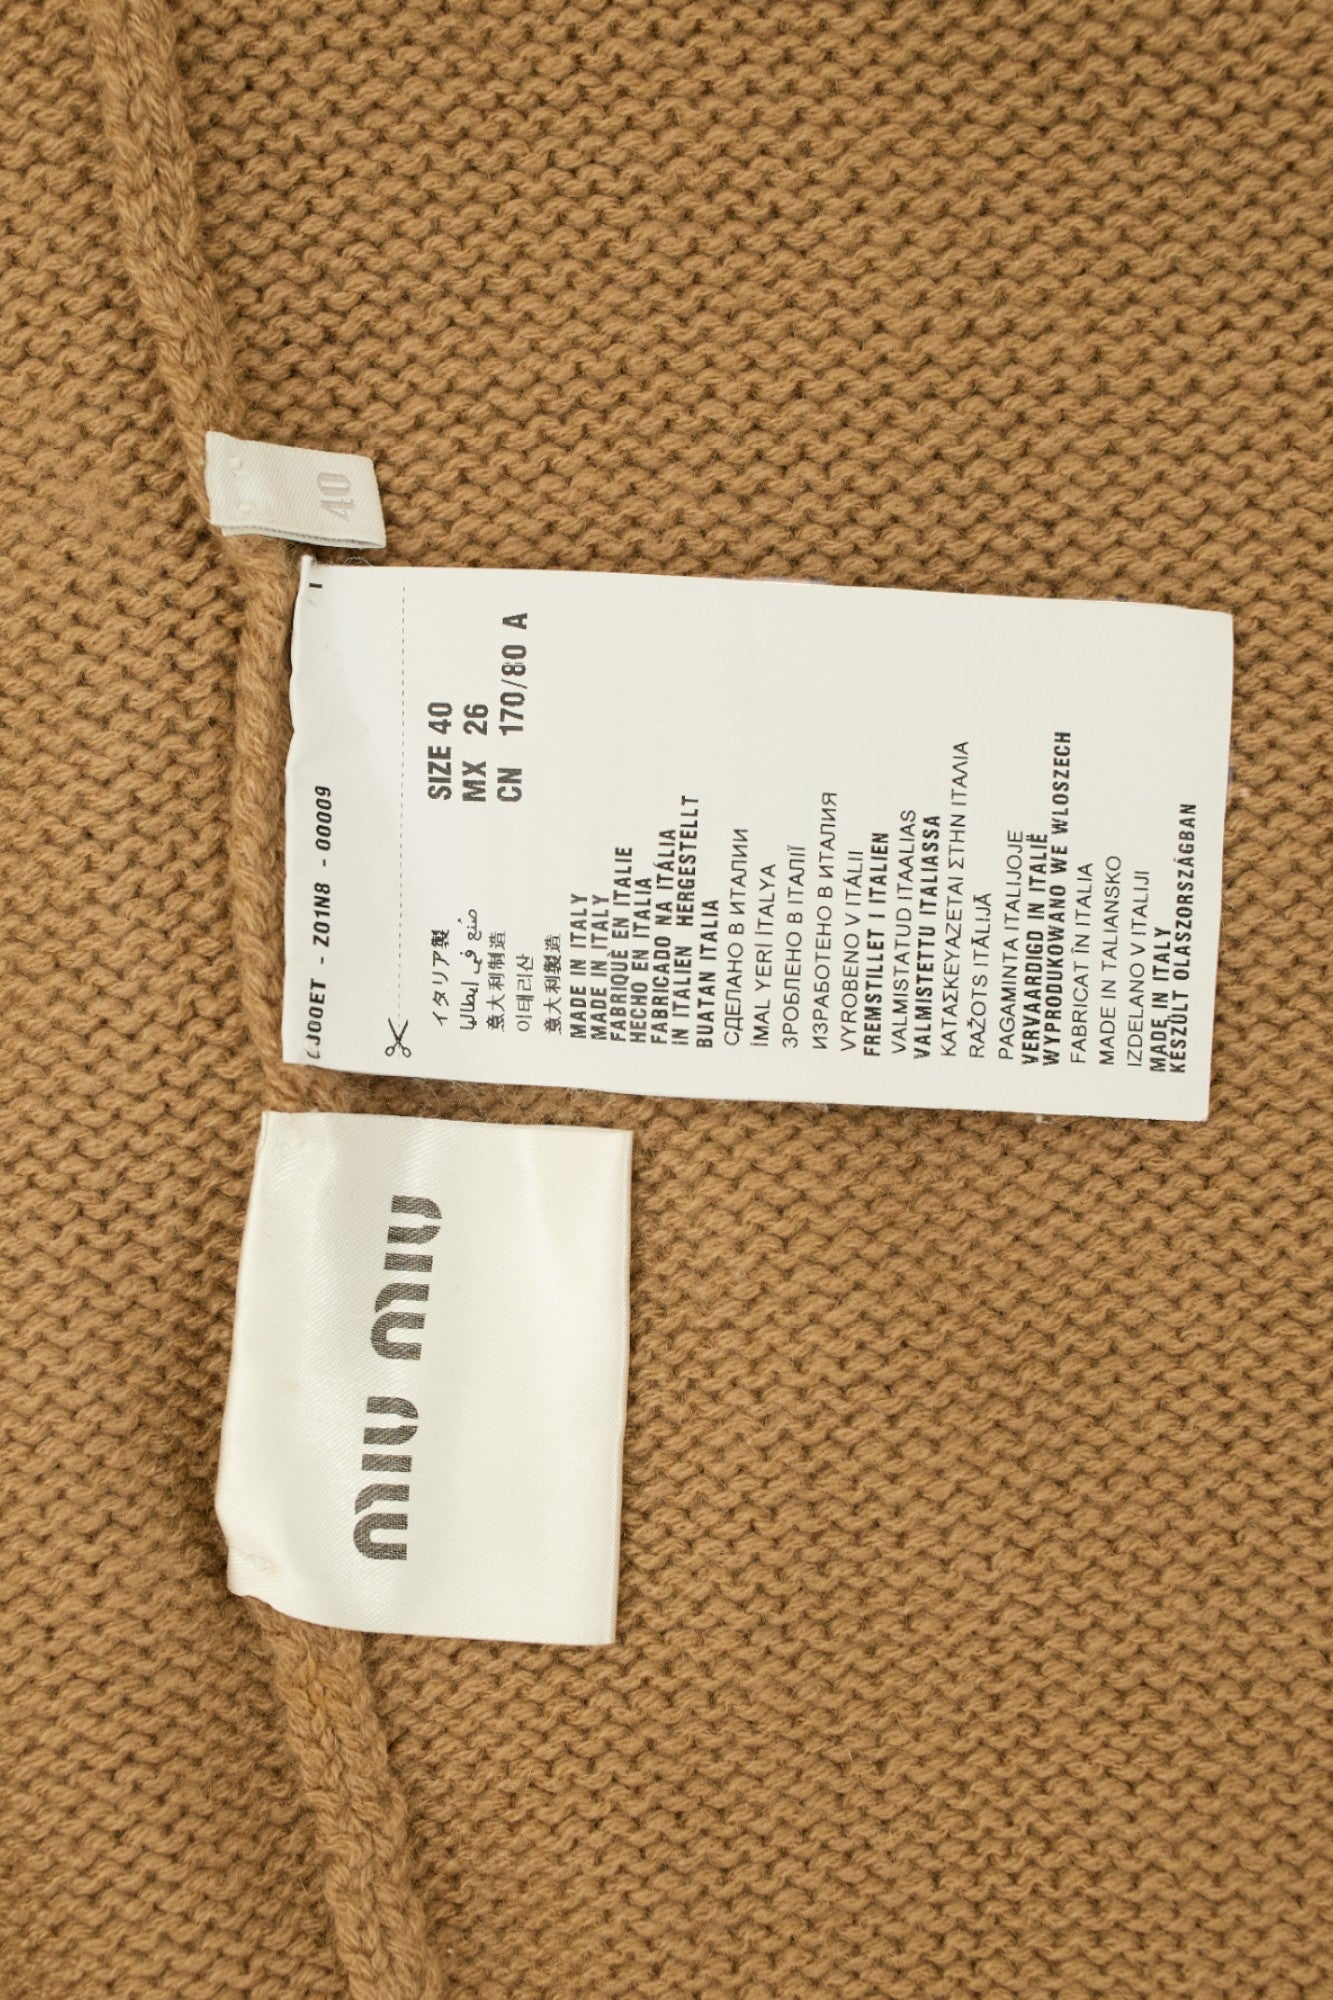 40
SIZE 40
MX 26
CN 170/80 A
- Z01N8 - 00009
イタリア製
صنع في إيطاليا
意大利制造
이태리산
意大利製造
MADE IN ITALY
MADE IN ITALY
FABRIQUÈ EN ITALIE
HECHO EN ITALIA
FABRICADO NA ITÁLIA
IN ITALIEN HERGESTELLT
BUATAN ITALIA
СДЕЛАНО В ИТАЛИИ
İMAL YERİ İTALYA
ЗРОБЛЕНО В ІТАЛІЇ
ИЗРАБОТЕНО В ИТАЛИЯ
VYROBENO V ITÁLII
FREMSTILLET I ITALIEN
VALMISTATUD ITAALIAS
VALMISTETTU ITALIASSA
ΚΑΤΑΣΚΕΥΑΖΕΤΑΙ ΣΤΗΝ ΙΤΑΛΙΑ
RAŽOTS ITĀLIJĀ
PAGAMINTA ITALIJOJE
VERVAARDIGD IN ITALIË
WYPRODUKOWANO WE WLOSZECH
FABRICAT ÎN ITALIA
MADE IN TALIANSKO
IZDELANO V ITALIJI
MADE IN ITALY
KÉSZÜLT OLASZORSZÁGBAN
miu miu